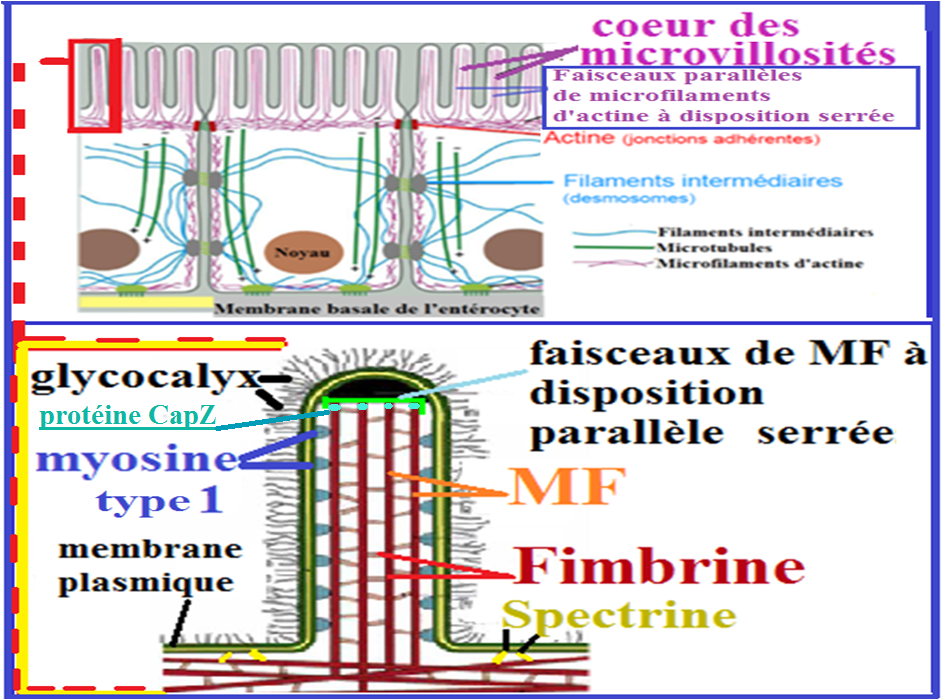 coeur des
microvillosités
Faisceaux parallèles
de microfilaments
d'actine à disposition serrée
Actine (jonctions adhérentes)
Filaments intermédiaires
(desmosomes)
Filaments intermédiaires
Microtubules
Microfilaments d'actine
Noyau
Membrane basale de l'entérocyte
glycocalyx
protéine CapZ
myosine
type 1
membrane
plasmique
faisceaux de MF à
disposition
parallèle serrée
MF
Fimbrine
Spectrine